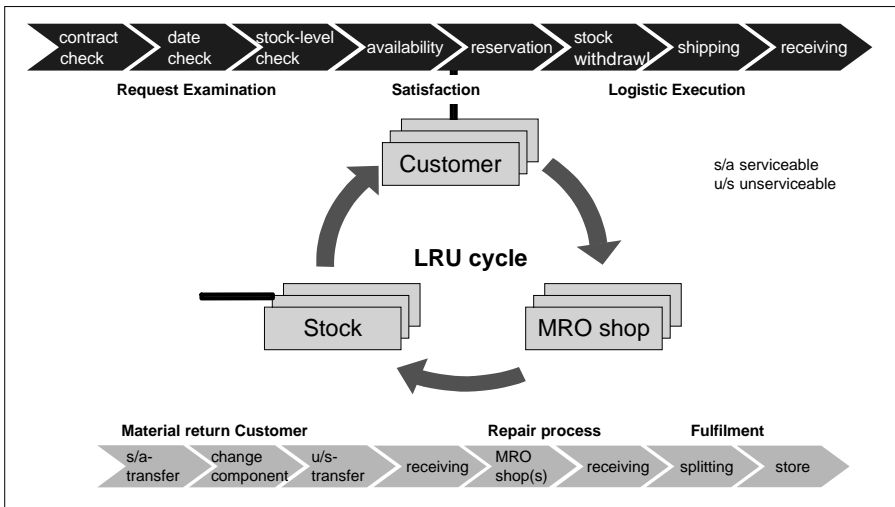 contract check
date check
stock-level check
availability
reservation
stock withdrawl
shipping
receiving
Request Examination
Satisfaction
Logistic Execution
Customer
s/a serviceable
u/s unserviceable
LRU cycle
Stock
MRO shop
Material return Customer
Repair process
Fulfilment
s/a-
transfer
change
component
u/s-
transfer
receiving
MRO
shop(s)
receiving
splitting
store